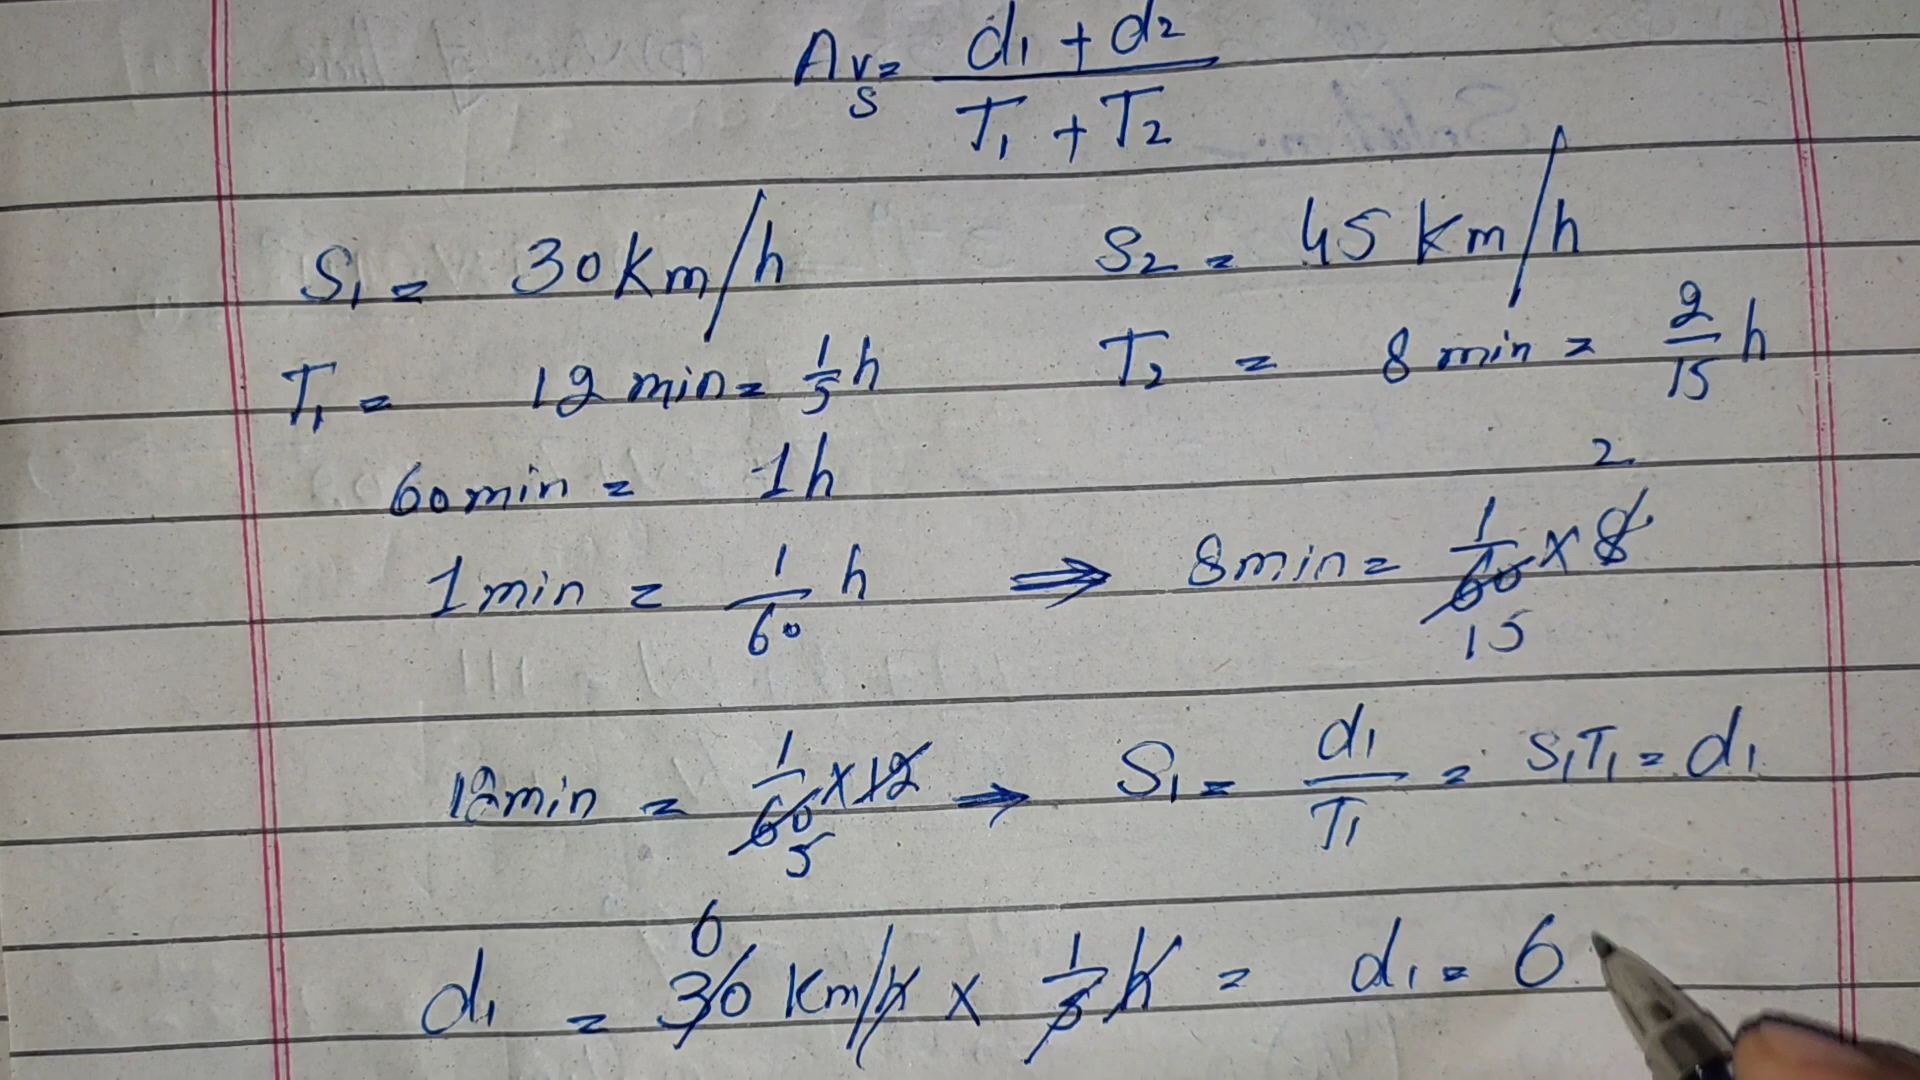 Av s = d1 + d2 / T1 + T2
S1 = 30 Km/h S2 = 45 Km/h
T1 = 12 min = 1/5 h T2 = 8 min = 2/15 h
60 min = 1h
1 min = 1/60 h ⇒ 8 min = 1/60 × 8 2 15
12 min = 1/60 × 12 5 ⇒ S1 = d1/T1 = S1T1 = d1
d1 = 30 Km/h × 1/5 h 6 = d1 = 6